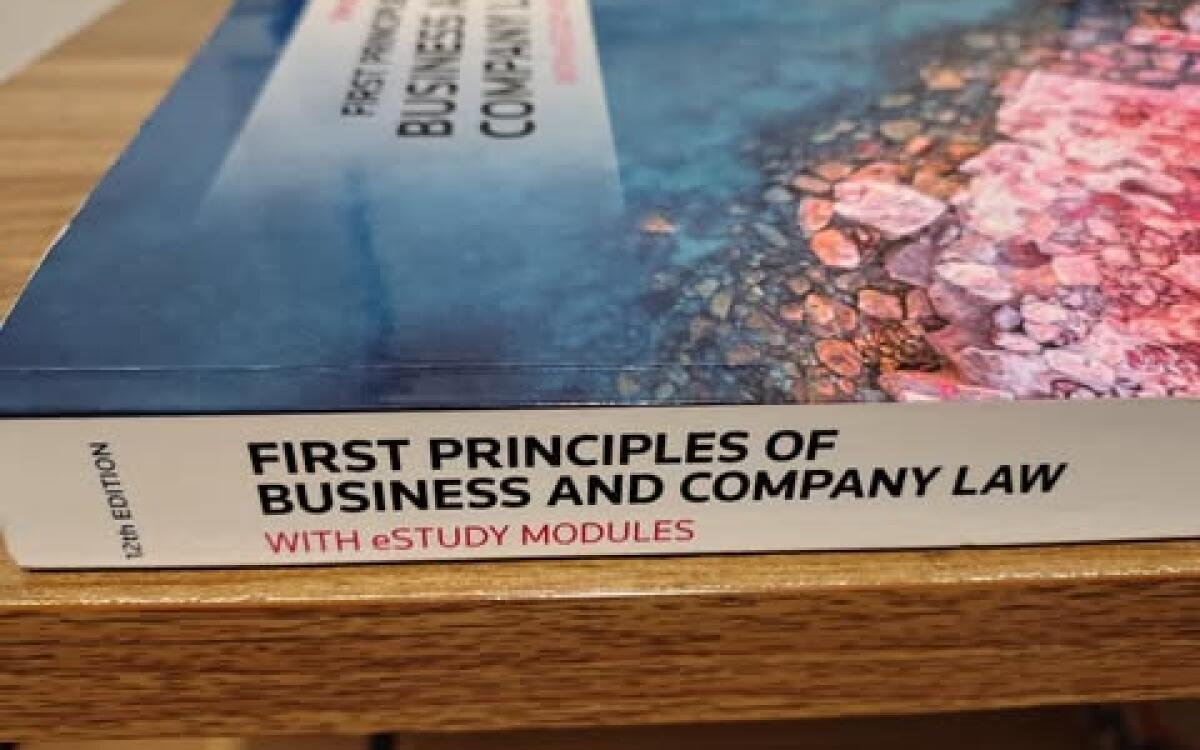 FIRST PRINCIPLES
BUSINESS
COMPANY
12th EDITION
FIRST PRINCIPLES OF
BUSINESS AND COMPANY LAW
WITH eSTUDY MODULES